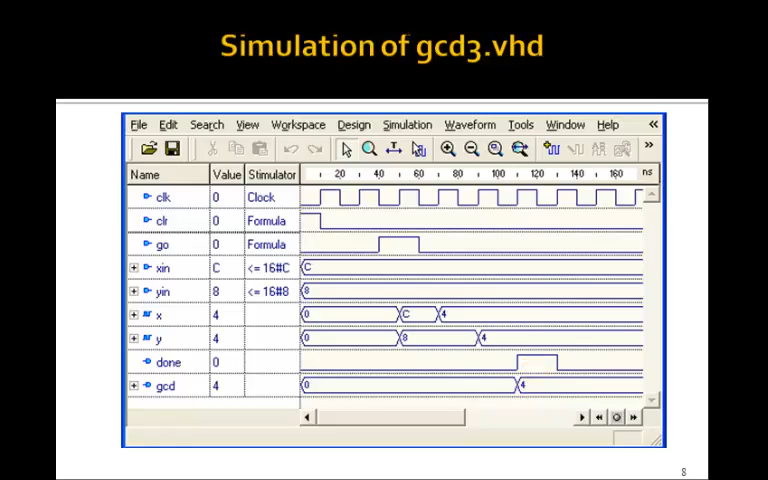 Simulation of gcd3.vhd
File Edit Search View Workspace Design Simulation Waveform Tools Window Help «
T »
Name Value Stimulator 20 40 60 80 100 120 140 160 ns
clk 0 Clock
clr 0 Formula
go 0 Formula
xin C <= 16#C C
yin 8 <= 16#8 8
x 4 0 C 4
y 4 0 8 4
done 0
gcd 4 0 4
8